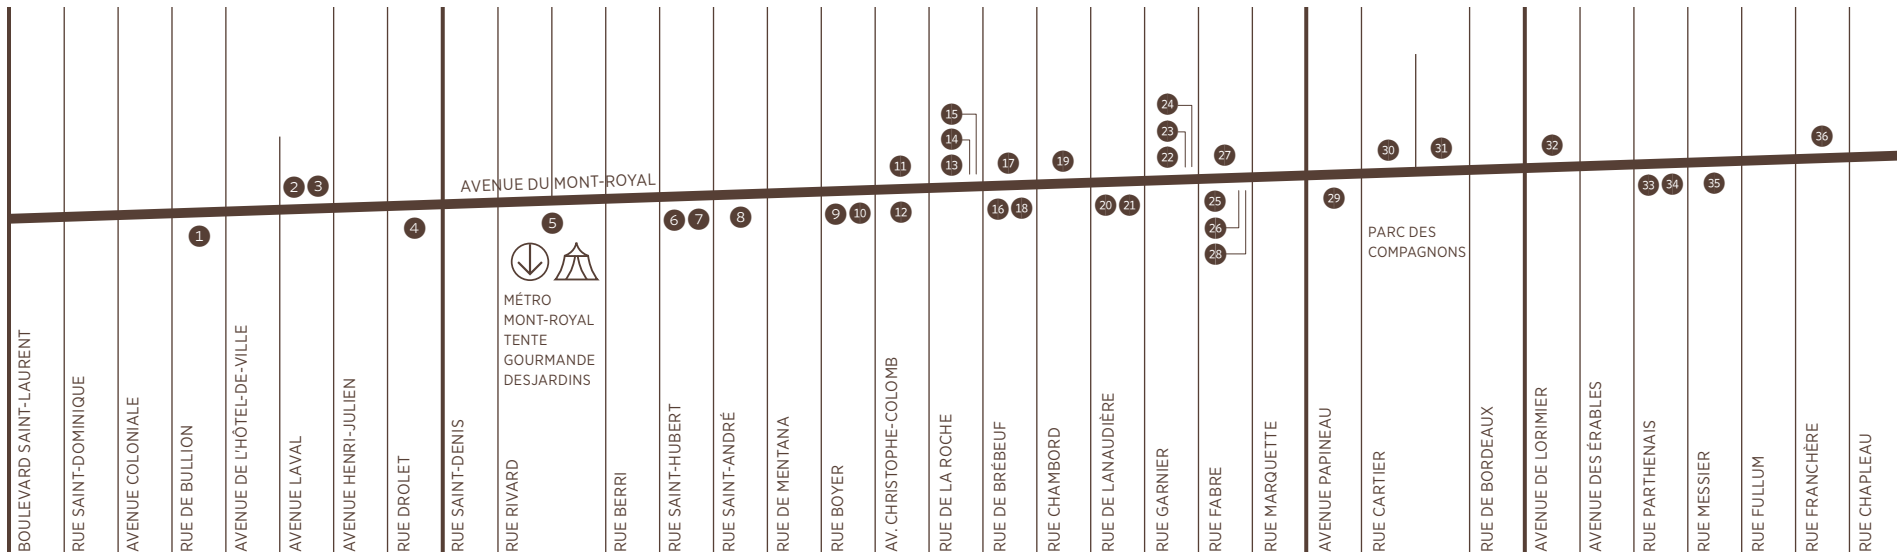 15
24
14
23
36
11
13
17
19
22
27
30
31
32
2
3
AVENUE DU MONT-ROYAL
1
4
5
6
7
8
9
10
12
16
18
20
21
25
26
28
29
33
34
35
PARC DES
COMPAGNONS
MÉTRO
MONT-ROYAL
TENTE
GOURMANDE
DESJARDINS
BOULEVARD SAINT-LAURENT
RUE SAINT-DOMINIQUE
AVENUE COLONIALE
RUE DE BULLION
AVENUE DE L'HÔTEL-DE-VILLE
AVENUE LAVAL
AVENUE HENRI-JULIEN
RUE DROLET
RUE SAINT-DENIS
RUE RIVARD
RUE BERRI
RUE SAINT-HUBERT
RUE SAINT-ANDRÉ
RUE DE MENTANA
RUE BOYER
AV. CHRISTOPHE-COLOMB
RUE DE LA ROCHE
RUE DE BRÉBEUF
RUE CHAMBORD
RUE DE LANAUDIÈRE
RUE GARNIER
RUE FABRE
RUE MARQUETTE
AVENUE PAPINEAU
RUE CARTIER
RUE DE BORDEAUX
AVENUE DE LORIMIER
AVENUE DES ÉRABLES
RUE PARTHENAIS
RUE MESSIER
RUE FULLUM
RUE FRANCHÈRE
RUE CHAPLEAU